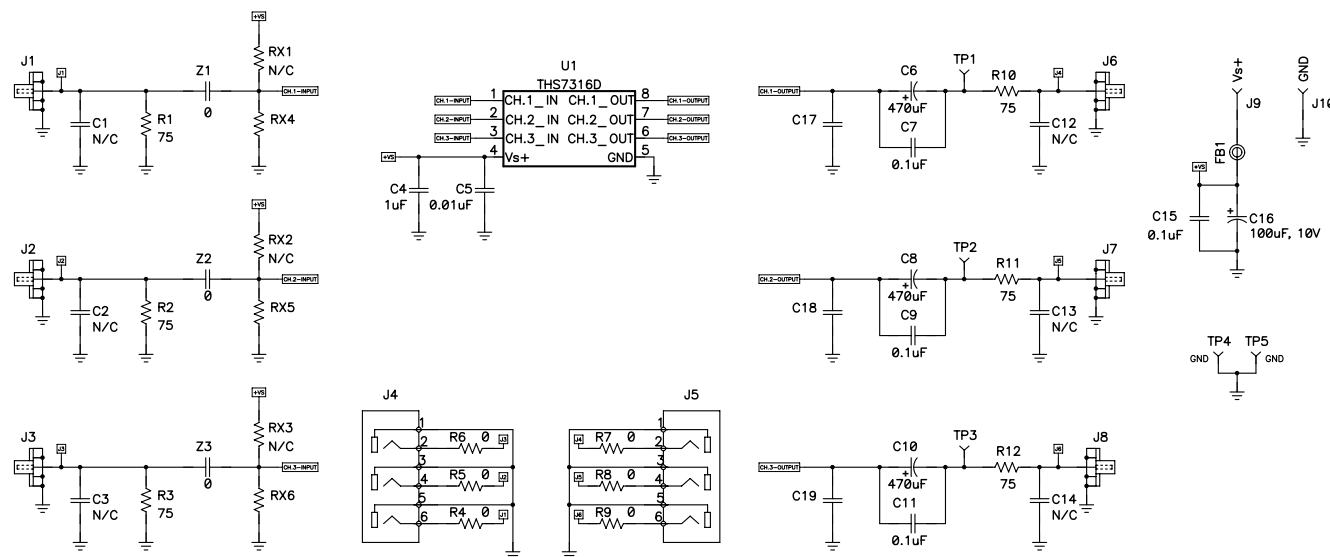 +VS
J1
J1
C1
N/C
R1
75
Z1
0
RX1
N/C
RX4
CH.1-INPUT
+VS
J2
J2
C2
N/C
R2
75
Z2
0
RX2
N/C
RX5
CH.2-INPUT
+VS
J3
J3
C3
N/C
R3
75
Z3
0
RX3
N/C
RX6
CH.3-INPUT
U1
THS7316D
CH.1-INPUT 1 CH.1_IN CH.1_OUT 8 CH.1-OUTPUT
CH.2-INPUT 2 CH.2_IN CH.2_OUT 7 CH.2-OUTPUT
CH.3-INPUT 3 CH.3_IN CH.3_OUT 6 CH.3-OUTPUT
+VS 4 Vs+ GND 5
C4
1uF
C5
0.01uF
J4
1
2 R6 0 J3
3
4 R5 0 J2
5
6 R4 0 J1
J5
1
J4 R7 0 2
3
J5 R8 0 4
5
J6 R9 0 6
CH.1-OUTPUT
C17
C6
+
470uF
C7
0.1uF
TP1
R10
75
J4
C12
N/C
J6
CH.2-OUTPUT
C18
C8
+
470uF
C9
0.1uF
TP2
R11
75
J5
C13
N/C
J7
CH.3-OUTPUT
C19
C10
+
470uF
C11
0.1uF
TP3
R12
75
J6
C14
N/C
J8
Vs+
J9
GND
J10
FB1
+VS
C15
0.1uF
+
C16
100uF, 10V
TP4 TP5
GND GND